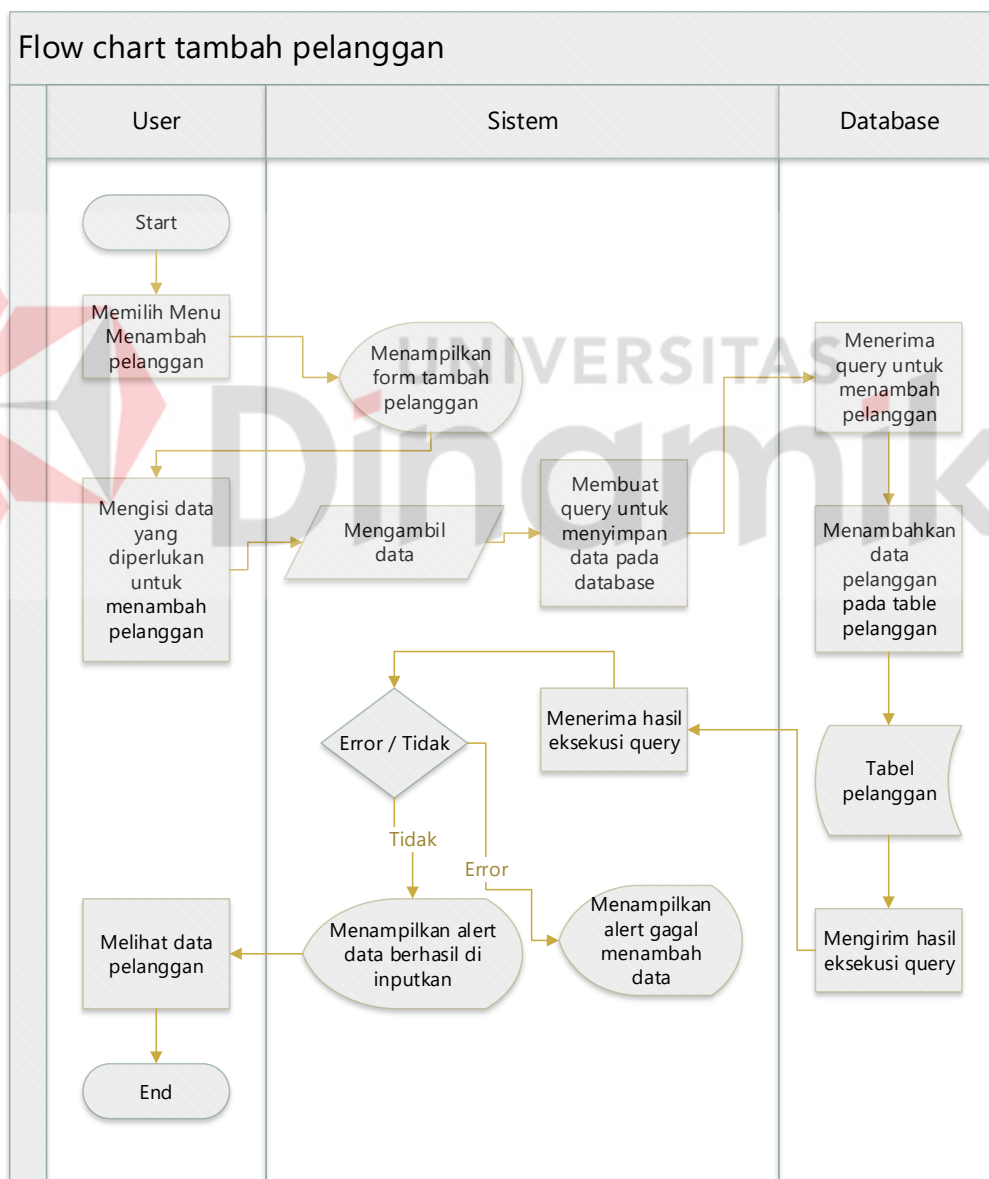 Flow chart tambah pelanggan
User
Sistem
Database
Start
Memilih Menu
Menambah
pelanggan
Menampilkan
form tambah
pelanggan
Mengisi data
yang
diperlukan
untuk
menambah
pelanggan
Mengambil
data
Membuat
query untuk
menyimpan
data pada
database
Menerima
query untuk
menambah
pelanggan
Menambahkan
data
pelanggan
pada table
pelanggan
Tabel
pelanggan
Mengirim hasil
eksekusi query
Menerima hasil
eksekusi query
Error / Tidak
Tidak
Error
Menampilkan alert
data berhasil di
inputkan
Menampilkan
alert gagal
menambah
data
Melihat data
pelanggan
End
UNIVERSITAS
Dinamik